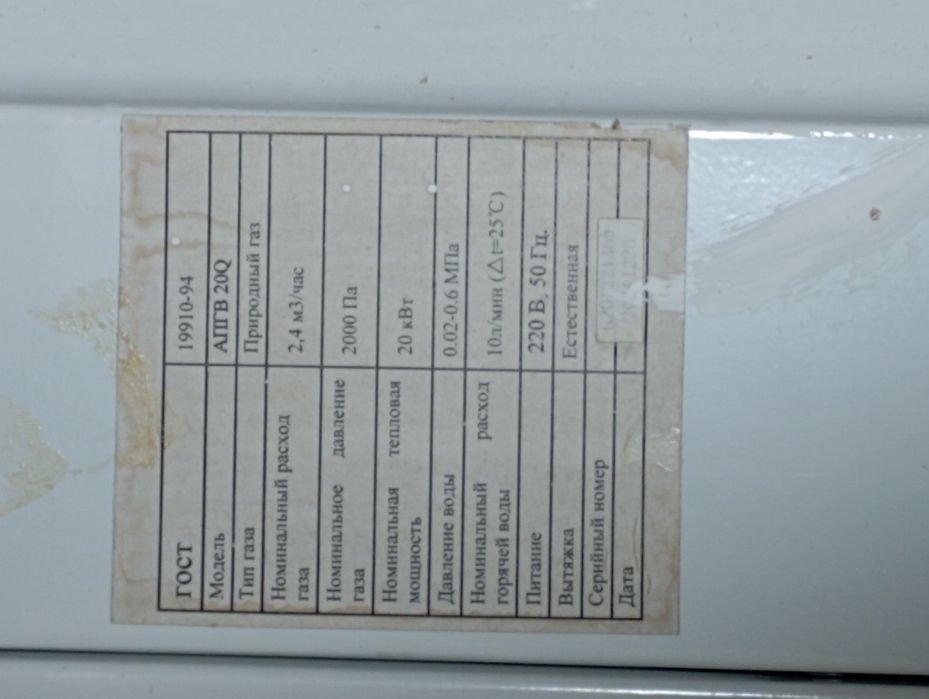 ГОСТ 19910-94
Модель АПГВ 20Q
Тип газа Природный газ
Номинальный расход газа 2,4 м3/час
Номинальное давление газа 2000 Па
Номинальная тепловая мощность 20 кВт
Давление воды 0.02-0.6 МПа
Номинальный расход горячей воды 10л/мин (△t=25℃)
Питание 220 В, 50 Гц.
Вытяжка Естественная
Серийный номер
Дата